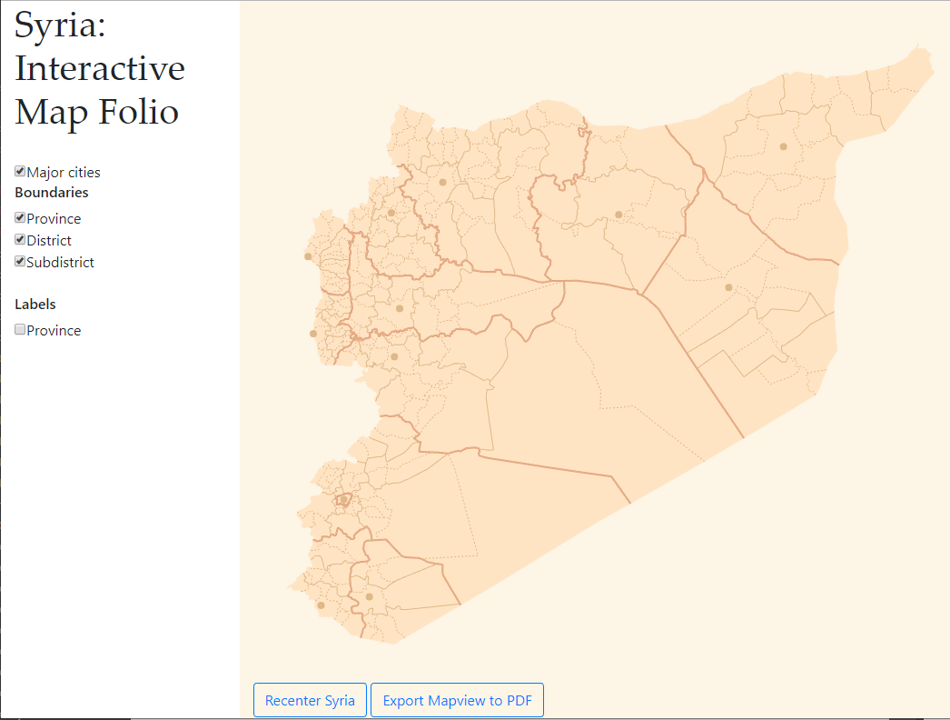 Syria:
Interactive
Map Folio
Major cities
Boundaries
Province
District
Subdistrict
Labels
Province
Recenter Syria
Export Mapview to PDF